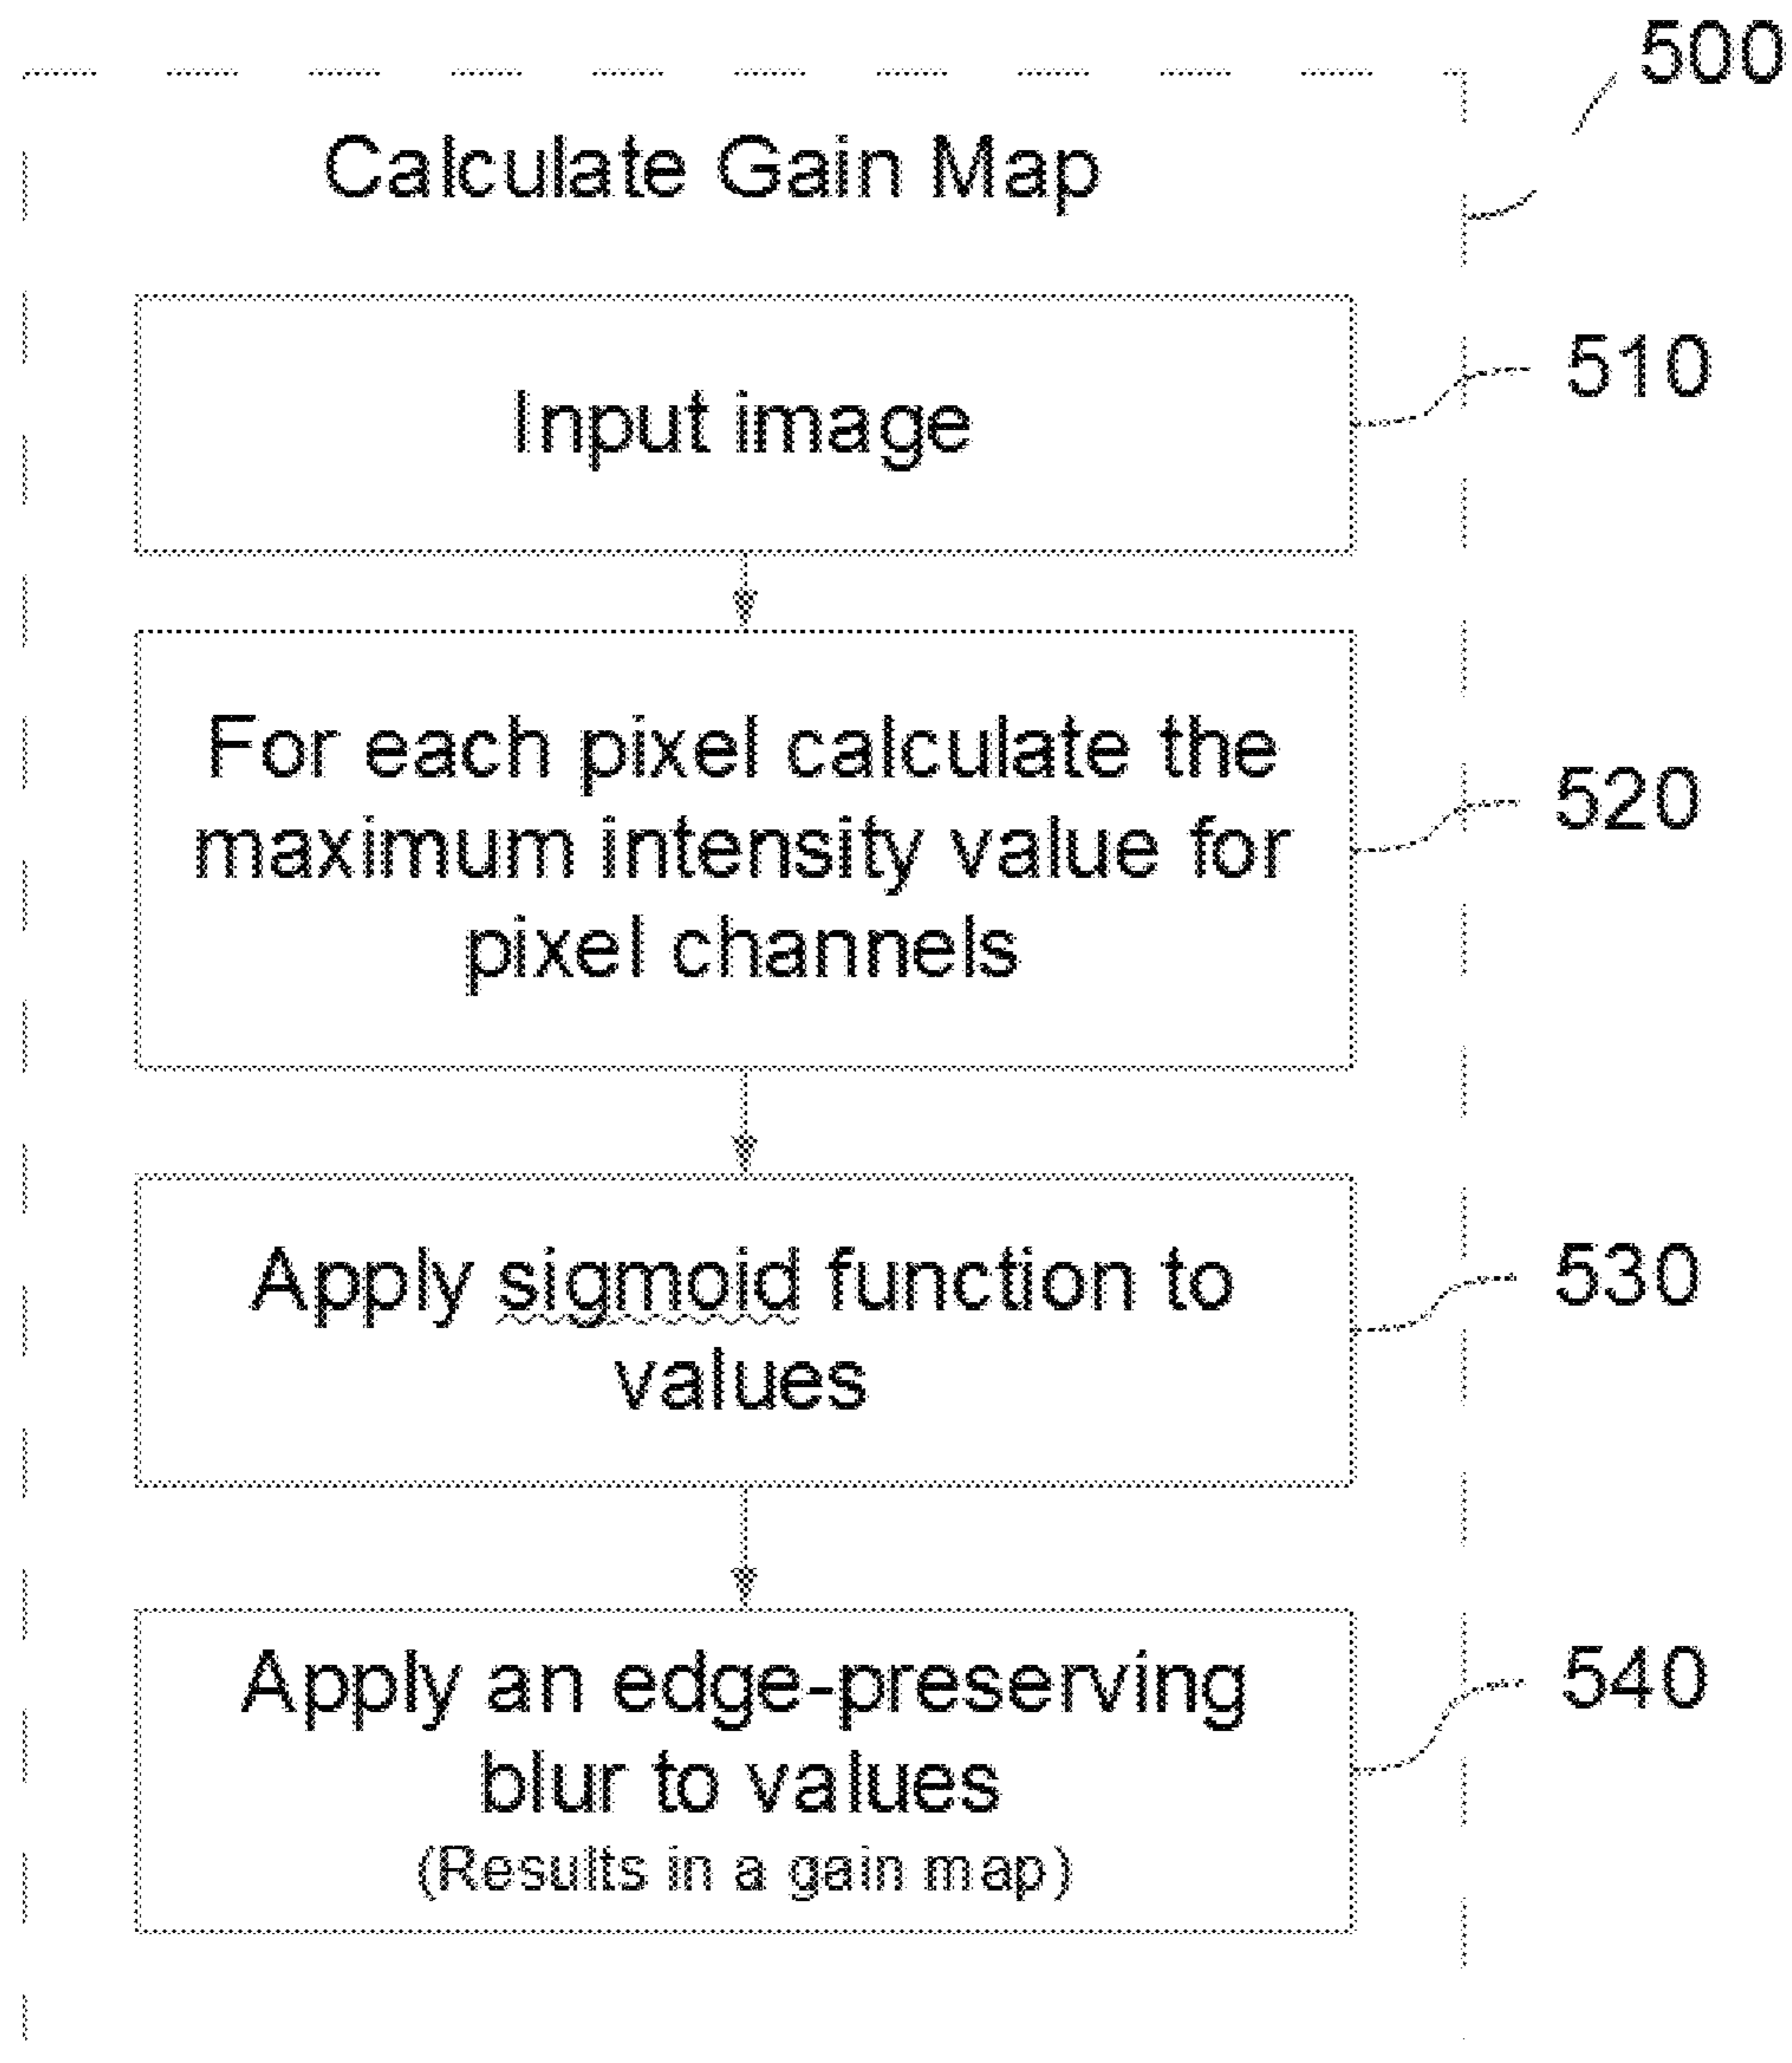 500
Calculate Gain Map
Input image
510
For each pixel calculate the
maximum intensity value for
pixel channels
520
Apply sigmoid function to
values
530
Apply an edge-preserving
blur to values
(Results in a gain map)
540